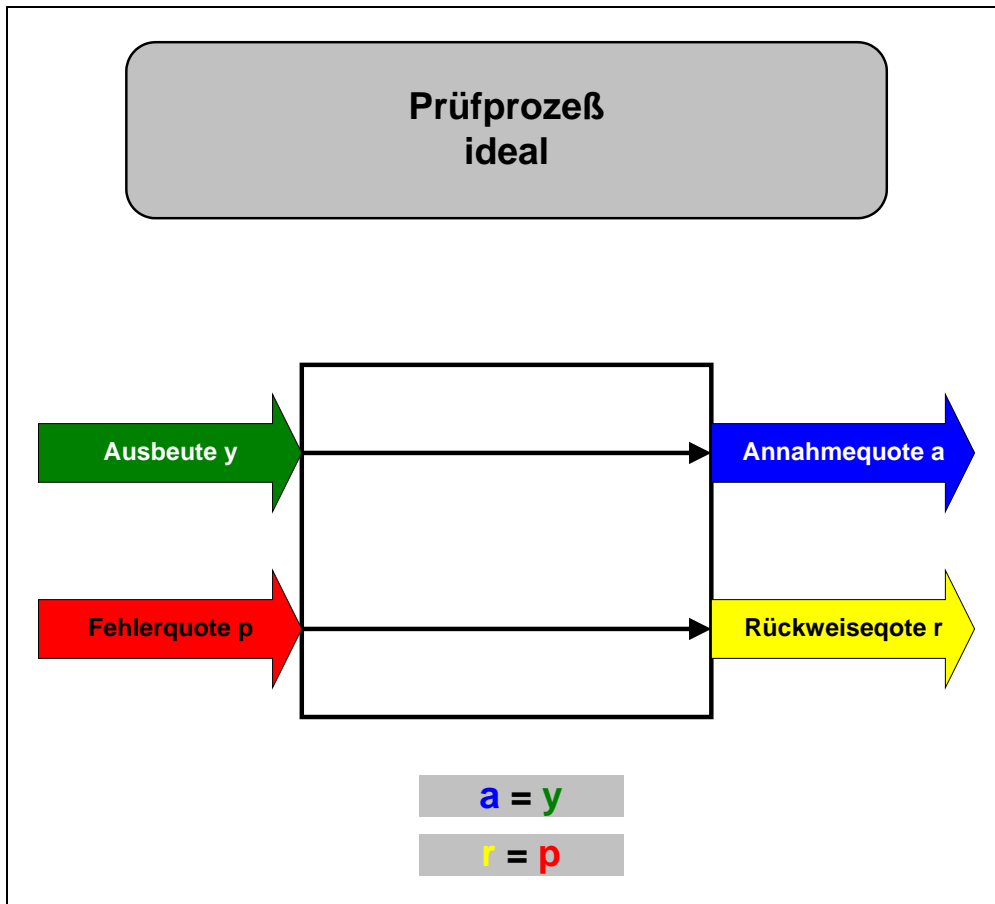 Prüfprozeß
ideal
Ausbeute y
Annahmequote a
Fehlerquote p
Rückweiseqote r
a = y
r = p